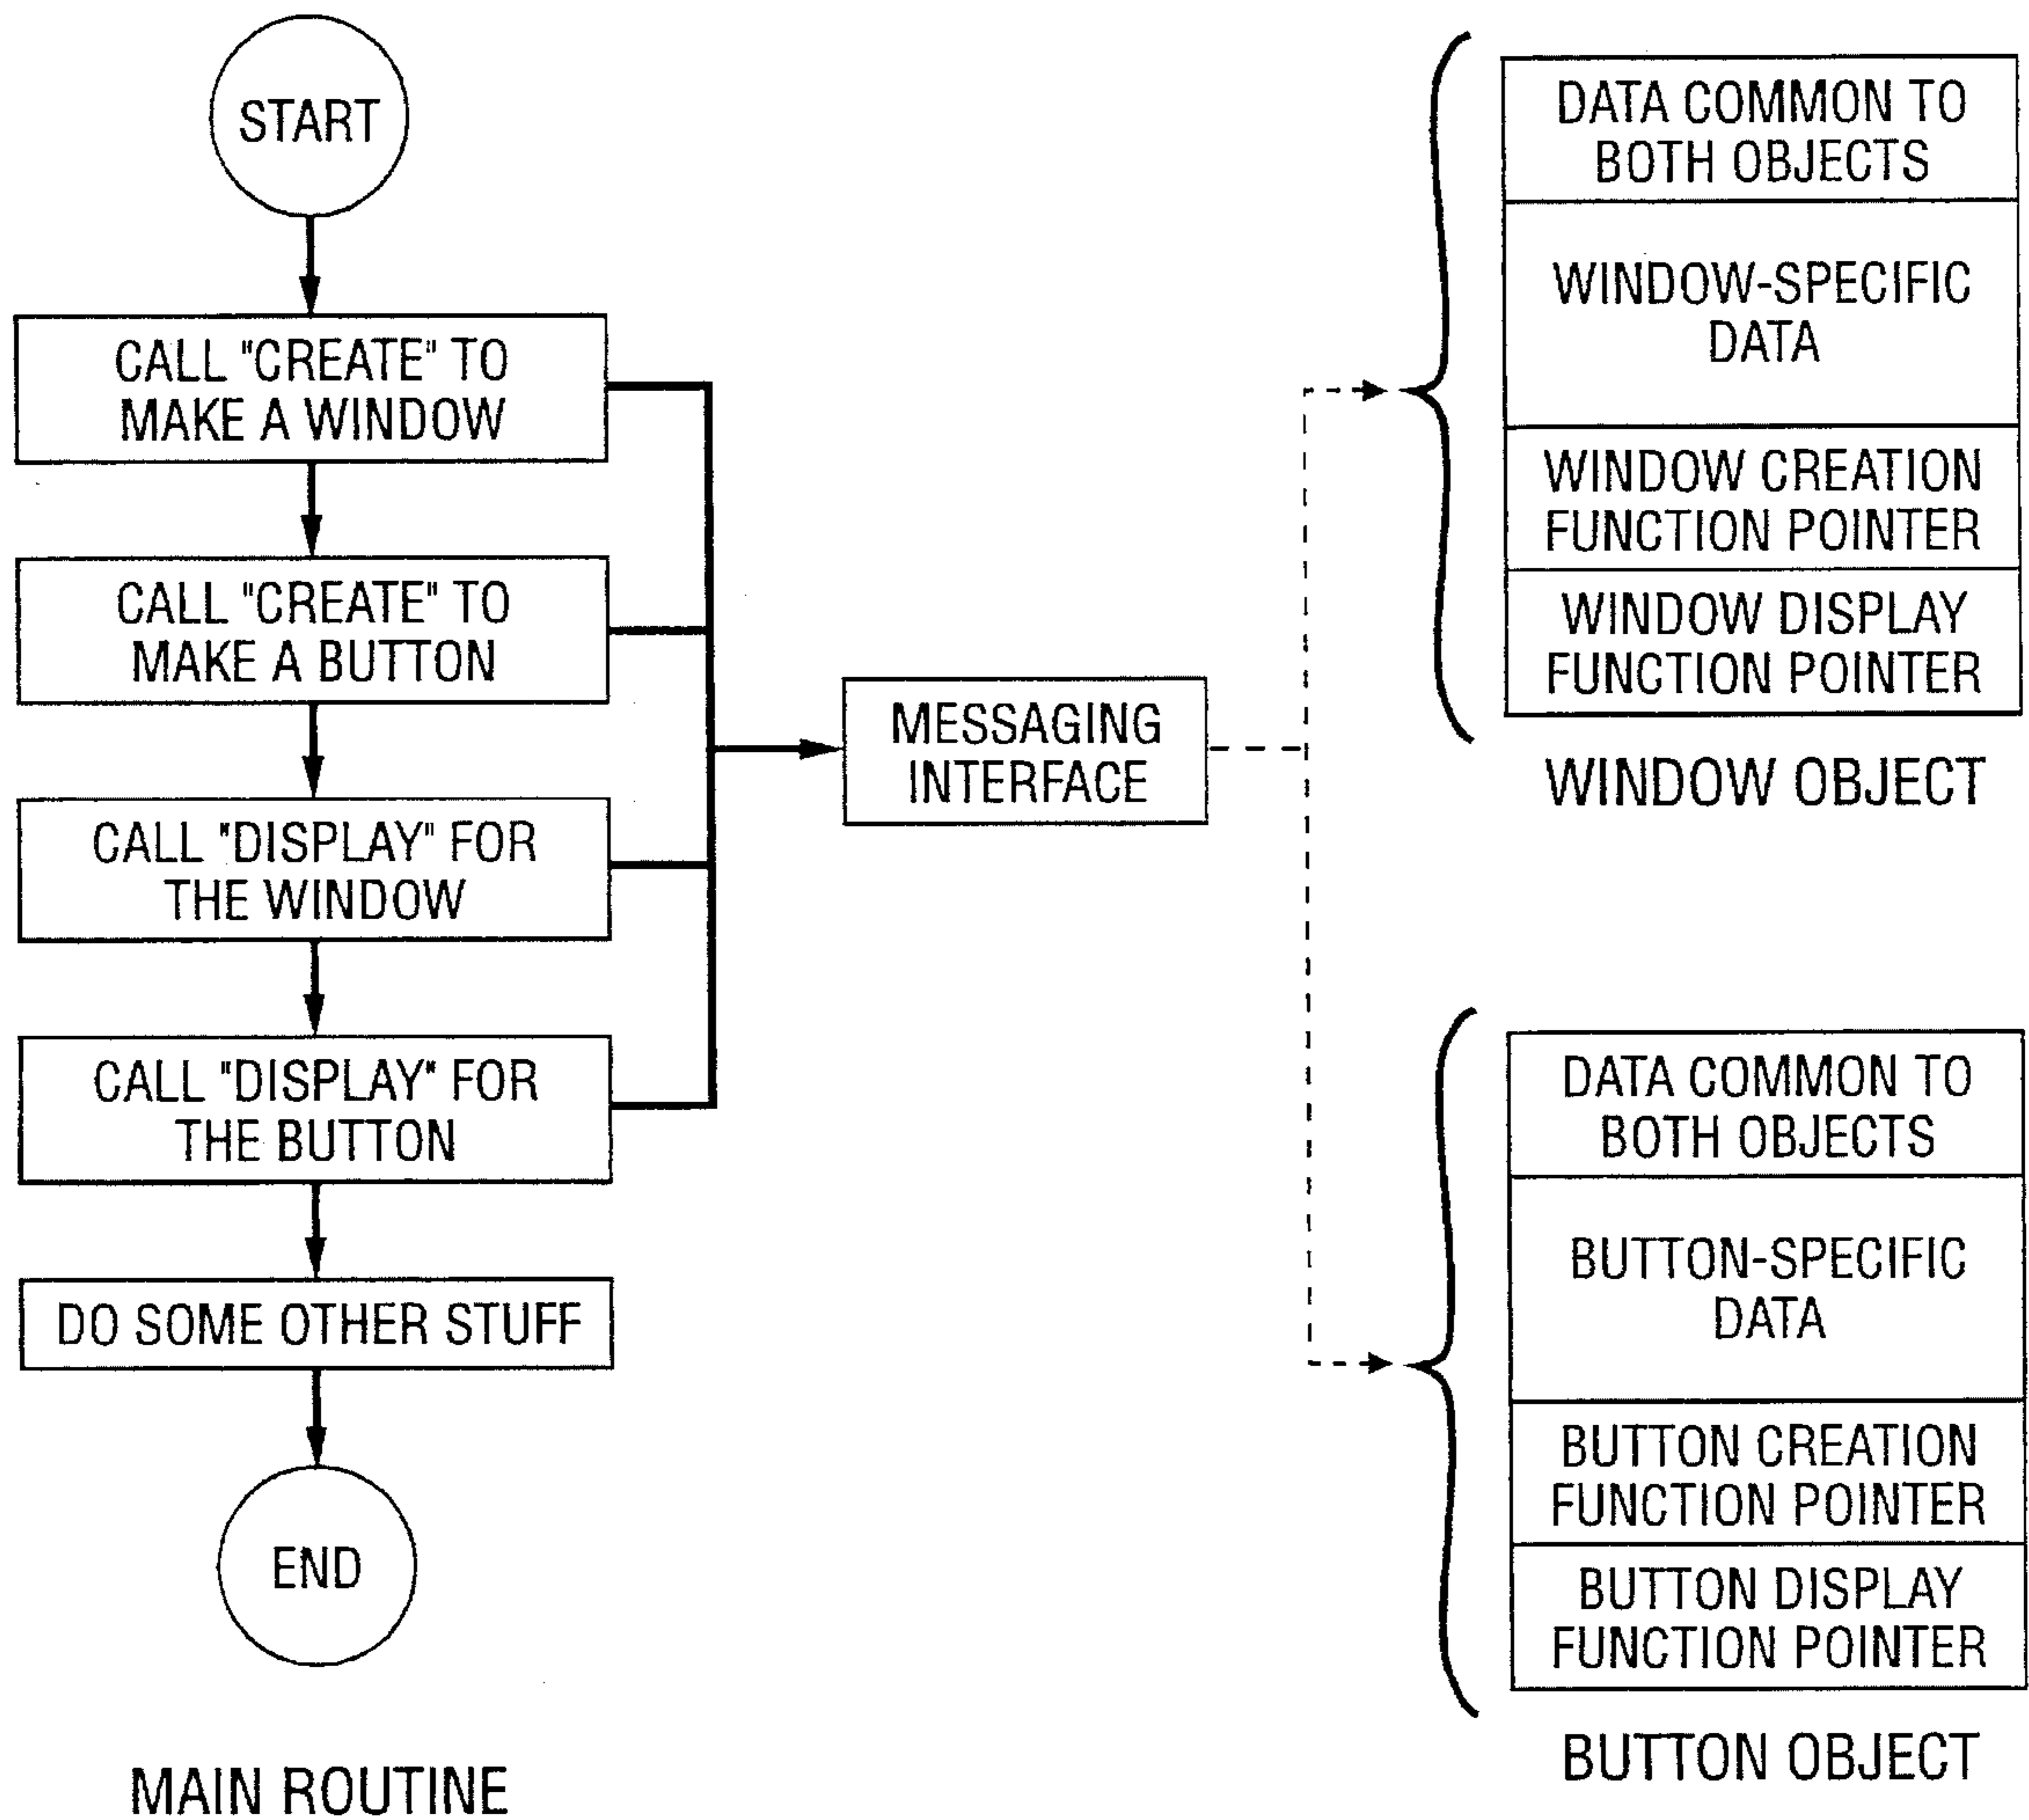 START
CALL "CREATE" TO
MAKE A WINDOW
CALL "CREATE" TO
MAKE A BUTTON
CALL "DISPLAY" FOR
THE WINDOW
CALL "DISPLAY" FOR
THE BUTTON
DO SOME OTHER STUFF
END
MAIN ROUTINE
MESSAGING
INTERFACE
DATA COMMON TO
BOTH OBJECTS
WINDOW-SPECIFIC
DATA
WINDOW CREATION
FUNCTION POINTER
WINDOW DISPLAY
FUNCTION POINTER
WINDOW OBJECT
DATA COMMON TO
BOTH OBJECTS
BUTTON-SPECIFIC
DATA
BUTTON CREATION
FUNCTION POINTER
BUTTON DISPLAY
FUNCTION POINTER
BUTTON OBJECT